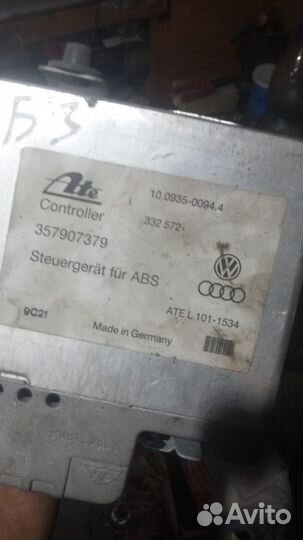 Б3
Ate
10.0935-0094.4
Controller
332 572
357907379
Steuergerät für ABS
ATE L 101-1534
9C21
Made in Germany
Avito